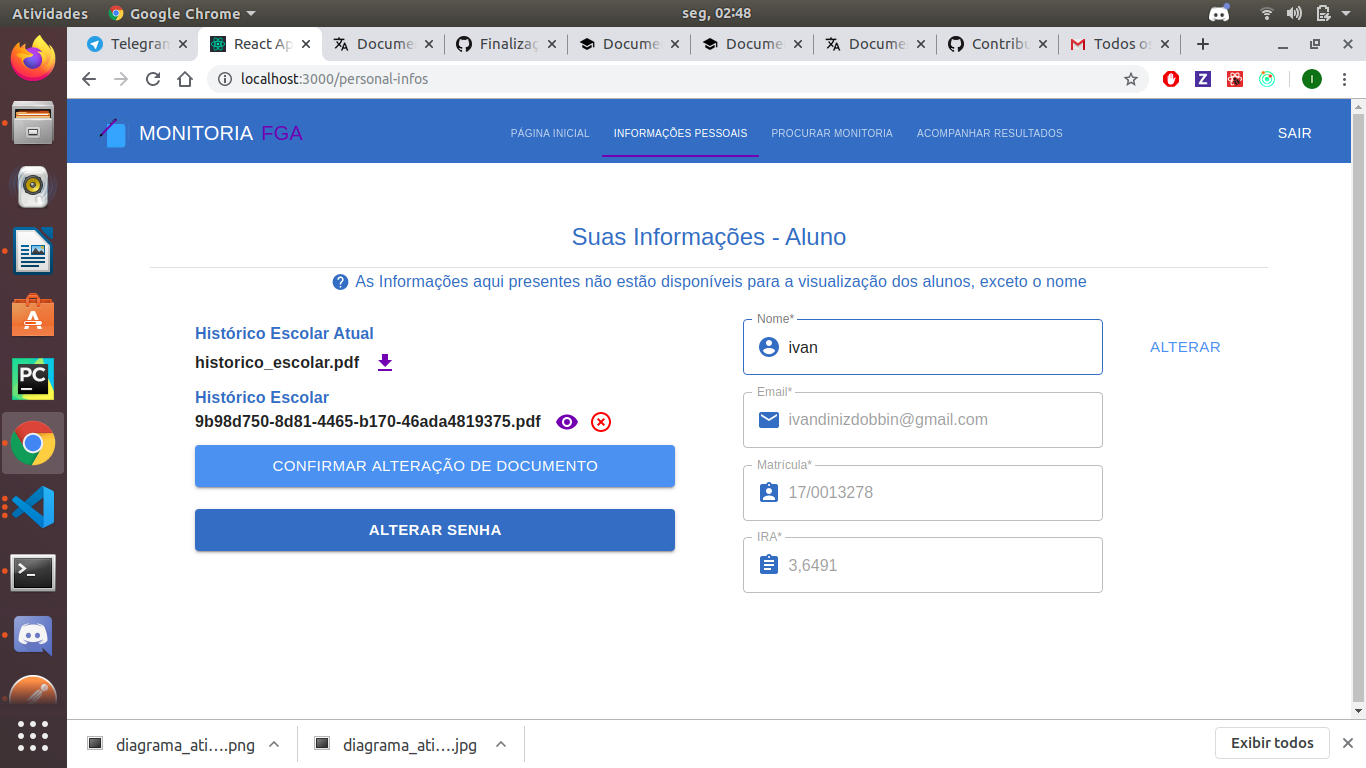 Atividades
Google Chrome
seg, 02:48
Telegran
React Ap
Docume
Finalizaç
Docume
Docume
Docume
Contribu
Todos os
localhost:3000/personal-infos
I
MONITORIA FGA
PÁGINA INICIAL
INFORMAÇÕES PESSOAIS
PROCURAR MONITORIA
ACOMPANHAR RESULTADOS
SAIR
Suas Informações - Aluno
As Informações aqui presentes não estão disponíveis para a visualização dos alunos, exceto o nome
Histórico Escolar Atual
historico_escolar.pdf
Histórico Escolar
9b98d750-8d81-4465-b170-46ada4819375.pdf
CONFIRMAR ALTERAÇÃO DE DOCUMENTO
ALTERAR SENHA
Nome*
ivan
ALTERAR
Email*
ivandinizdobbin@gmail.com
Matrícula*
17/0013278
IRA*
3,6491
PC
diagrama_ati....png
diagrama_ati....jpg
Exibir todos